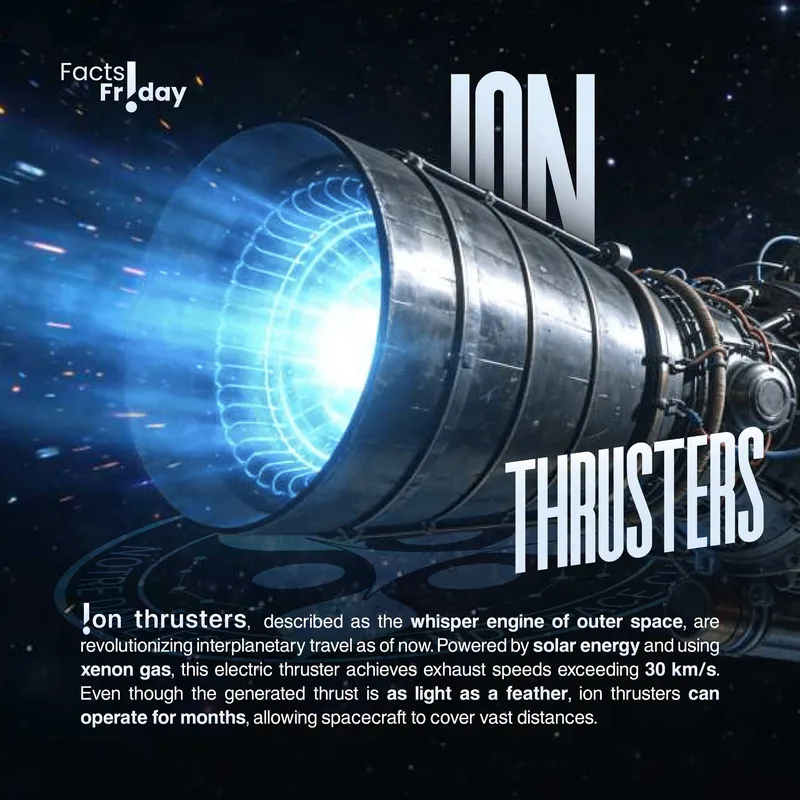 Facts
Fr!day
ION
THRUSTERS
NOTRE
!on thrusters, described as the whisper engine of outer space, are
revolutionizing interplanetary travel as of now. Powered by solar energy and using
xenon gas, this electric thruster achieves exhaust speeds exceeding 30 km/s.
Even though the generated thrust is as light as a feather, ion thrusters can
operate for months, allowing spacecraft to cover vast distances.